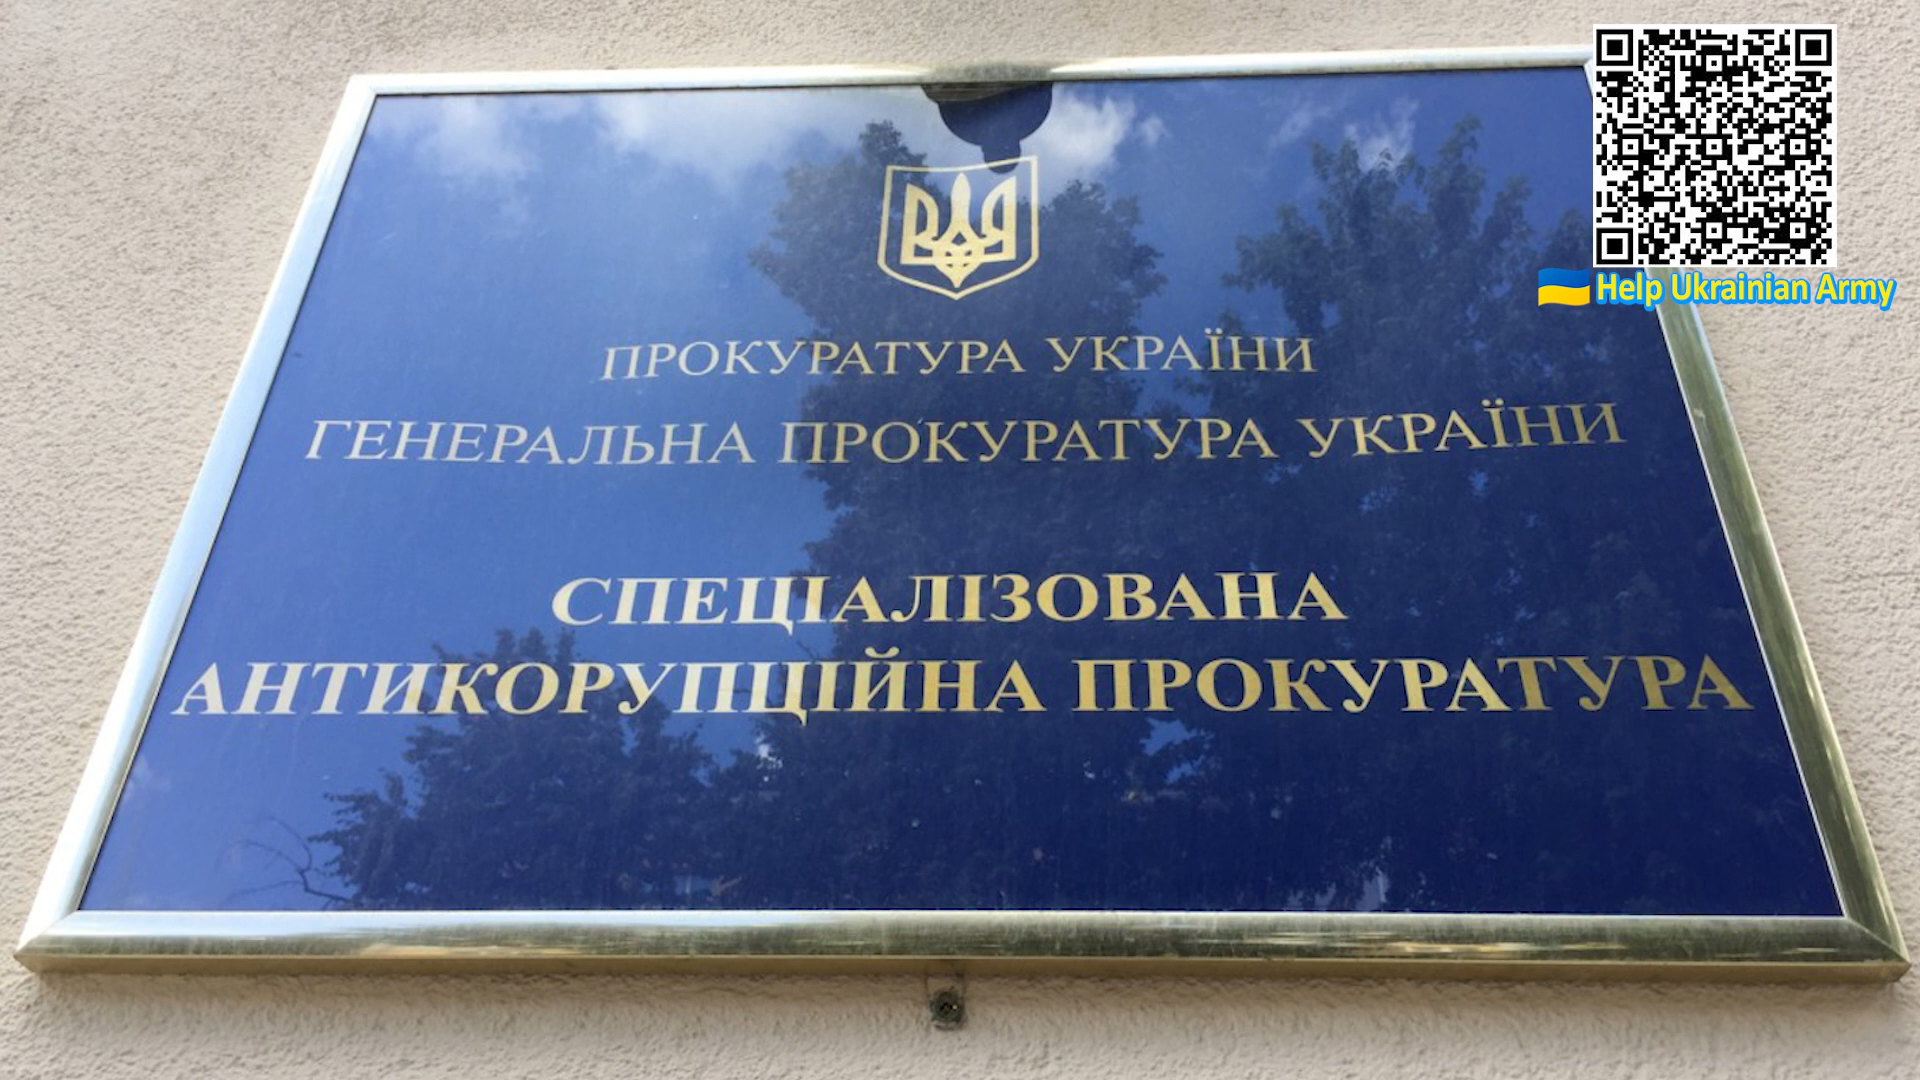 ПРОКУРАТУРА УКРАЇНИ
ГЕНЕРАЛЬНА ПРОКУРАТУРА УКРАЇНИ
СПЕЦІАЛІЗОВАНА
АНТИКОРУПЦІЙНА ПРОКУРАТУРА
Help Ukrainian Army